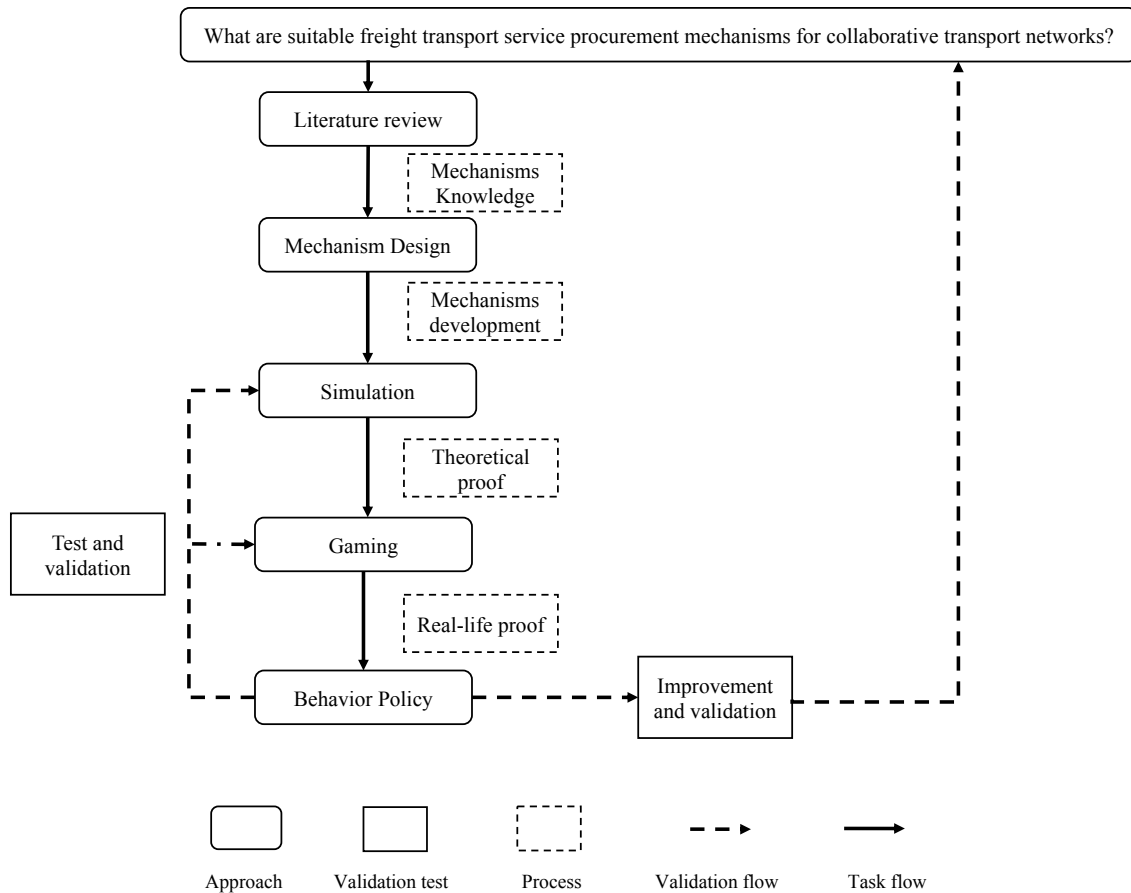 What are suitable freight transport service procurement mechanisms for collaborative transport networks?
Literature review
Mechanisms
Knowledge
Mechanism Design
Mechanisms
development
Simulation
Theoretical
proof
Test and
validation
Gaming
Real-life proof
Behavior Policy
Improvement
and validation
Approach
Validation test
Process
Validation flow
Task flow